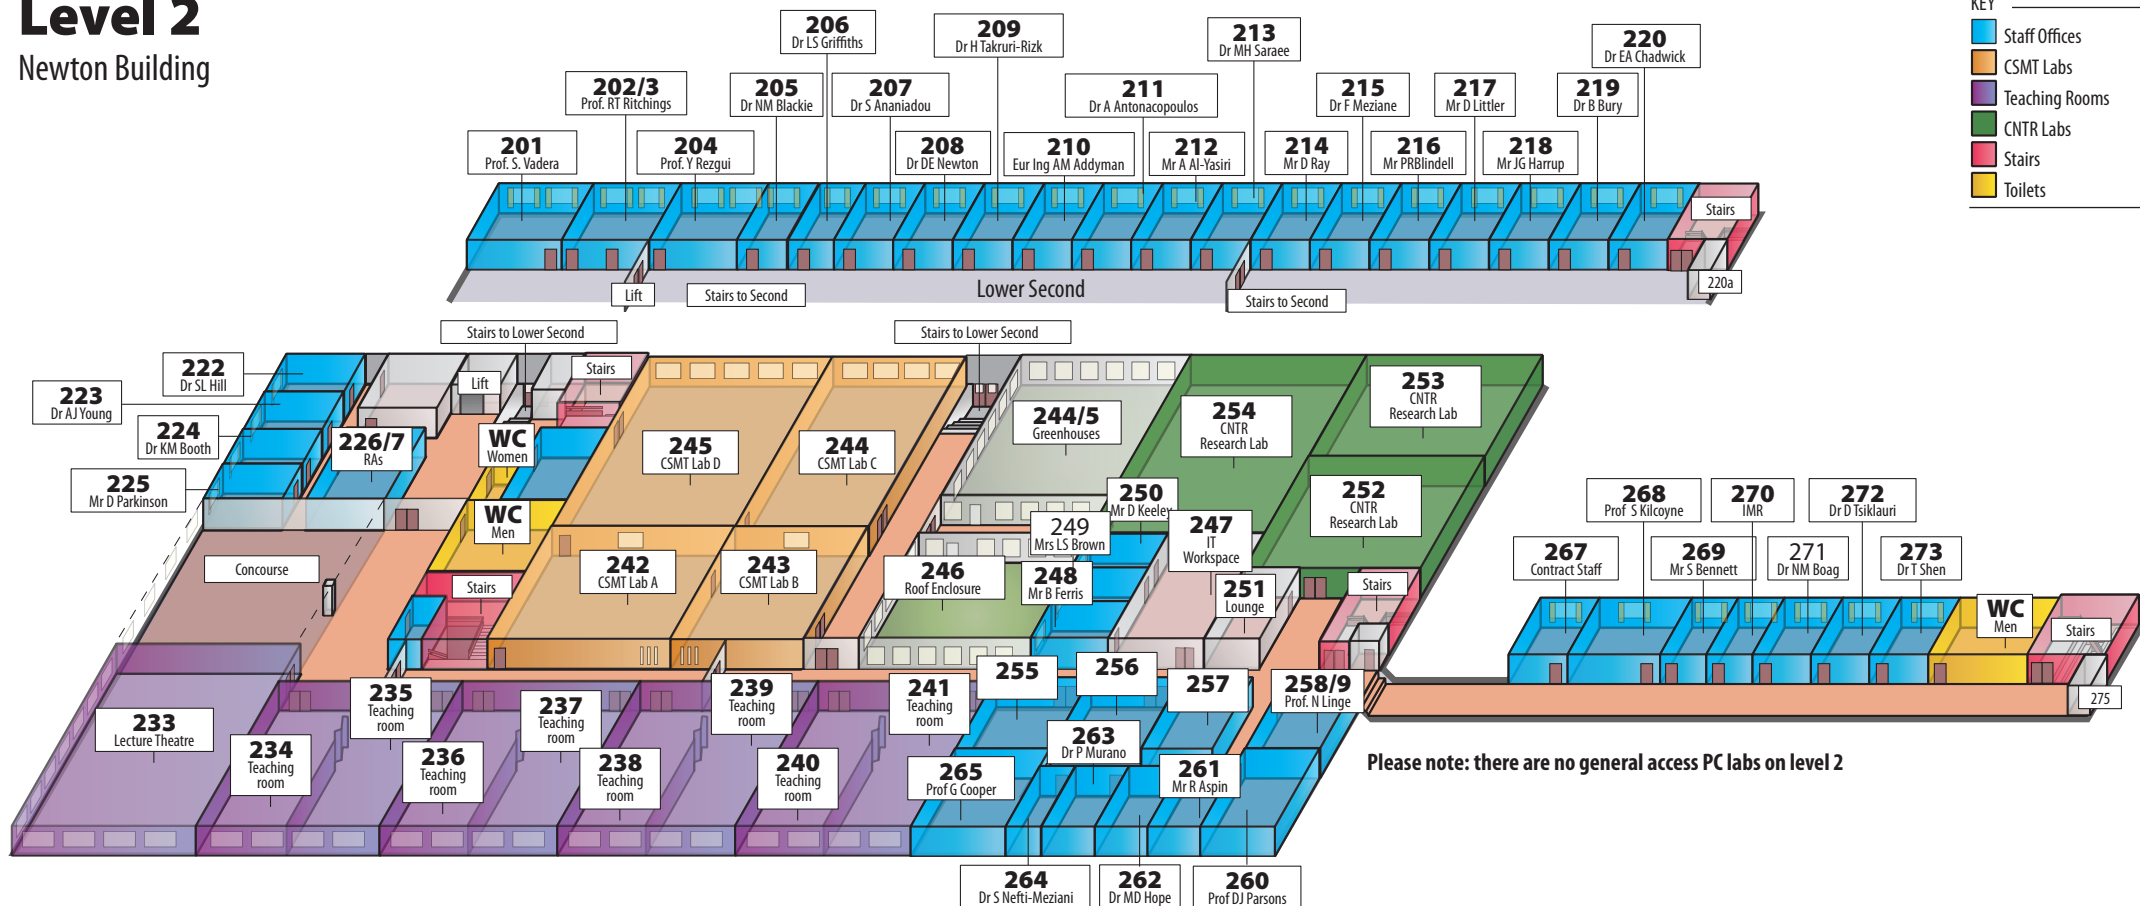 Level 2
Newton Building
KEY
Staff Offices
CSMT Labs
Teaching Rooms
CNTR Labs
Stairs
Toilets
201
Prof. S. Vadera
202/3
Prof. RT Ritchings
204
Prof. Y Rezgui
205
Dr NM Blackie
206
Dr LS Griffiths
207
Dr S Ananiadou
208
Dr DE Newton
209
Dr H Takruri-Rizk
210
Eur Ing AM Addyman
211
Dr A Antonacopoulos
212
Mr A Al-Yasiri
213
Dr MH Saraee
214
Mr D Ray
215
Dr F Meziane
216
Mr PRBlindell
217
Mr D Littler
218
Mr JG Harrup
219
Dr B Bury
220
Dr EA Chadwick
Stairs
220a
Lift
Stairs to Second
Lower Second
Stairs to Second
Stairs to Lower Second
Stairs to Lower Second
222
Dr SL Hill
223
Dr AJ Young
224
Dr KM Booth
225
Mr D Parkinson
226/7
RAs
Lift
Stairs
WC
Women
WC
Men
Concourse
Stairs
245
CSMT Lab D
244
CSMT Lab C
242
CSMT Lab A
243
CSMT Lab B
244/5
Greenhouses
246
Roof Enclosure
250
Mr D Keeley
249
Mrs LS Brown
248
Mr B Ferris
247
IT
Workspace
251
Lounge
254
CNTR
Research Lab
253
CNTR
Research Lab
252
CNTR
Research Lab
Stairs
233
Lecture Theatre
234
Teaching
room
235
Teaching
room
236
Teaching
room
237
Teaching
room
238
Teaching
room
239
Teaching
room
240
Teaching
room
241
Teaching
room
255
256
257
258/9
Prof. N Linge
263
Dr P Murano
265
Prof G Cooper
261
Mr R Aspin
264
Dr S Nefti-Meziani
262
Dr MD Hope
260
Prof DJ Parsons
267
Contract Staff
268
Prof S Kilcoyne
269
Mr S Bennett
270
IMR
271
Dr NM Boag
272
Dr D Tsiklauri
273
Dr T Shen
WC
Men
Stairs
275
Please note: there are no general access PC labs on level 2